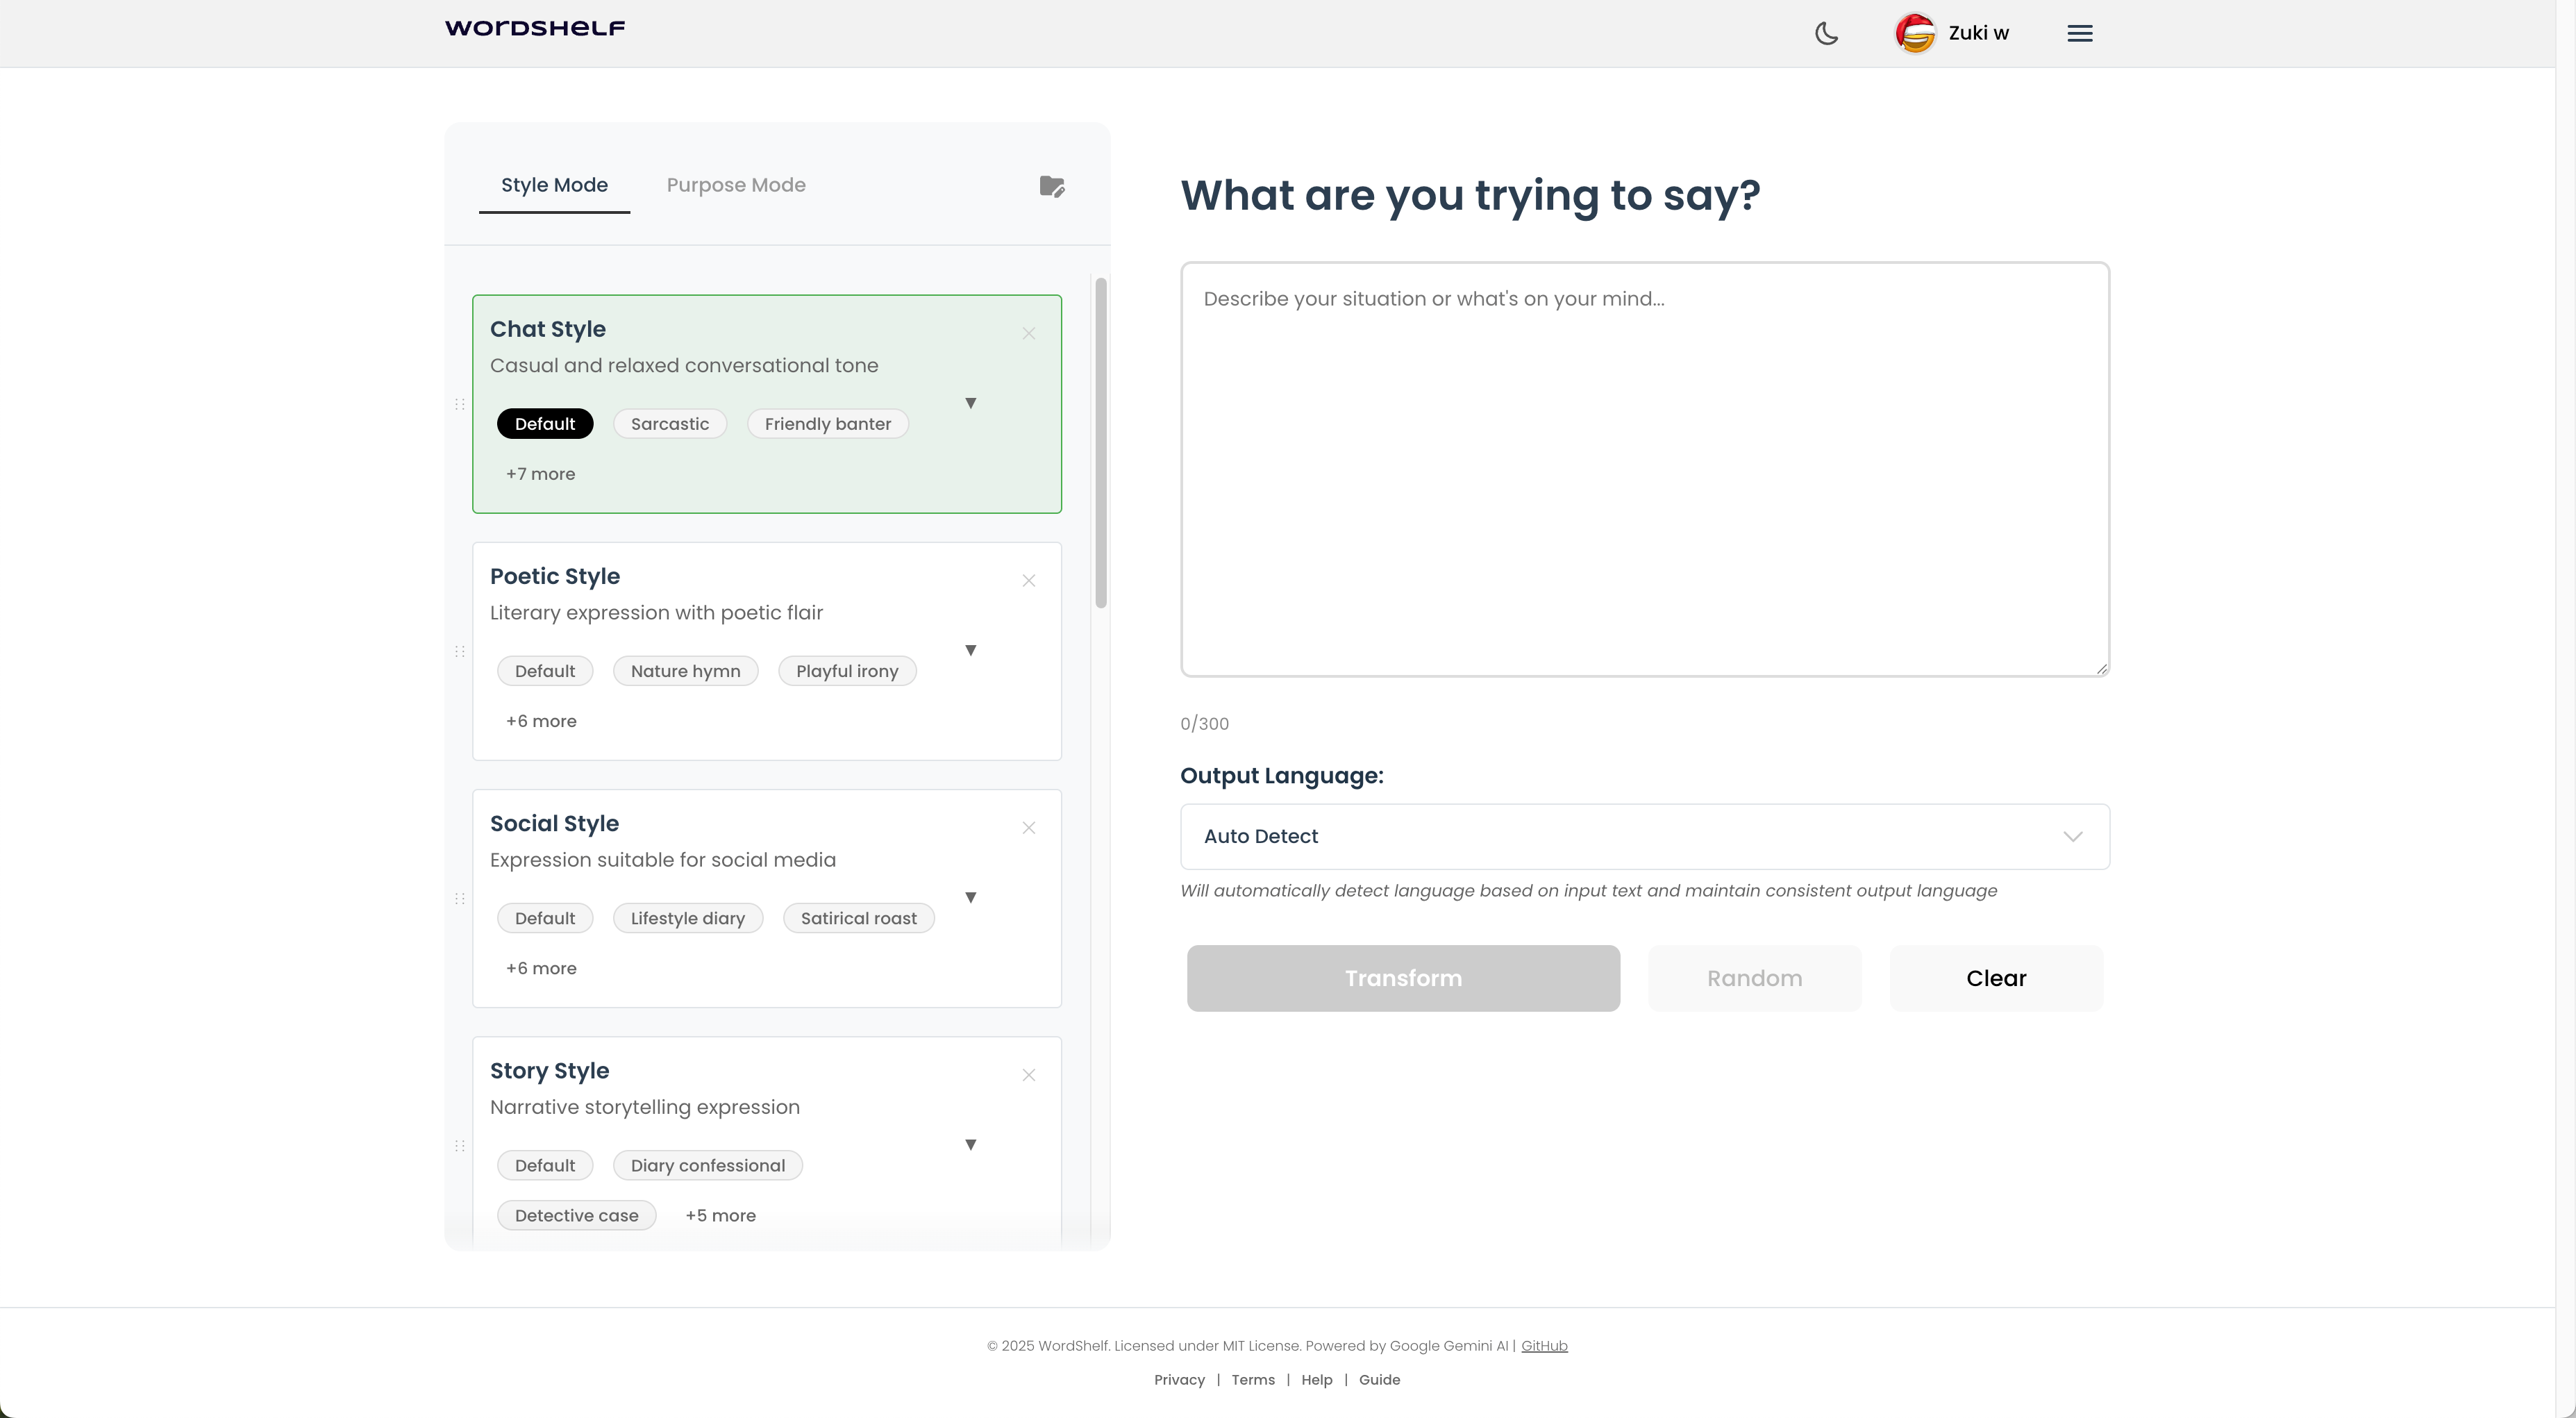 WORDSHELF
Zuki w
Style Mode
Purpose Mode
Chat Style
Casual and relaxed conversational tone
Default
Sarcastic
Friendly banter
+7 more
Poetic Style
Literary expression with poetic flair
Default
Nature hymn
Playful irony
+6 more
Social Style
Expression suitable for social media
Default
Lifestyle diary
Satirical roast
+6 more
Story Style
Narrative storytelling expression
Default
Diary confessional
Detective case
+5 more
What are you trying to say?
Describe your situation or what's on your mind...
0/300
Output Language:
Auto Detect
Will automatically detect language based on input text and maintain consistent output language
Transform
Random
Clear
© 2025 WordShelf. Licensed under MIT License. Powered by Google Gemini AI | GitHub
Privacy | Terms | Help | Guide